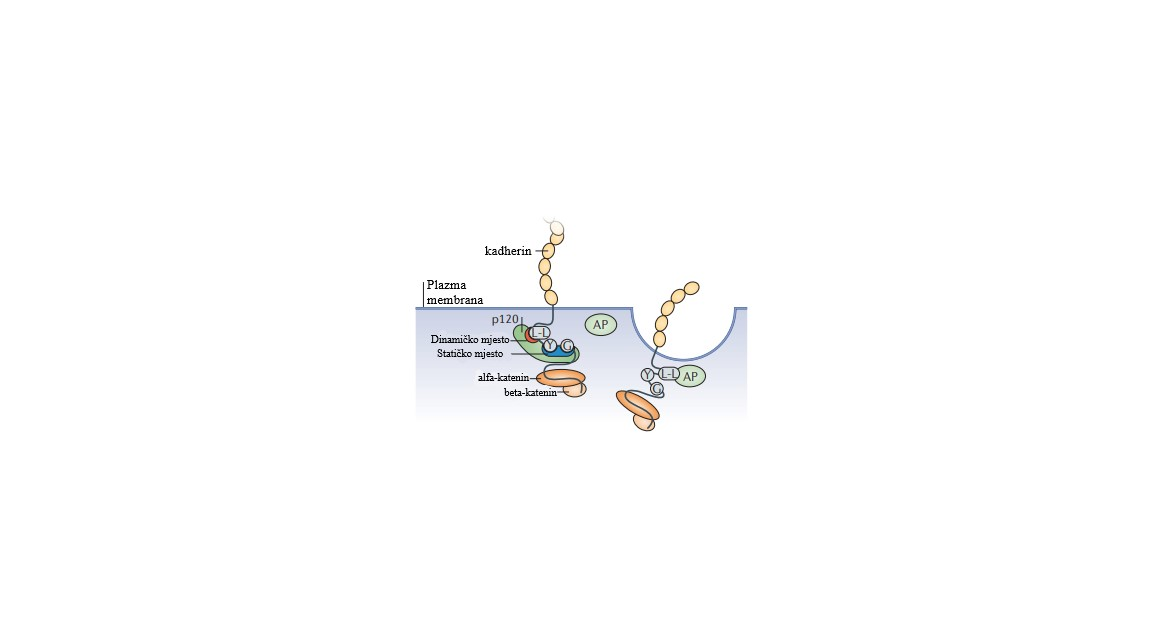 kadherin
Plazma
membrana
p120
AP
L-L
Dinamičko mjesto
Y G
Statičko mjesto
alfa-katenin
beta-katenin
Y L-L AP
G